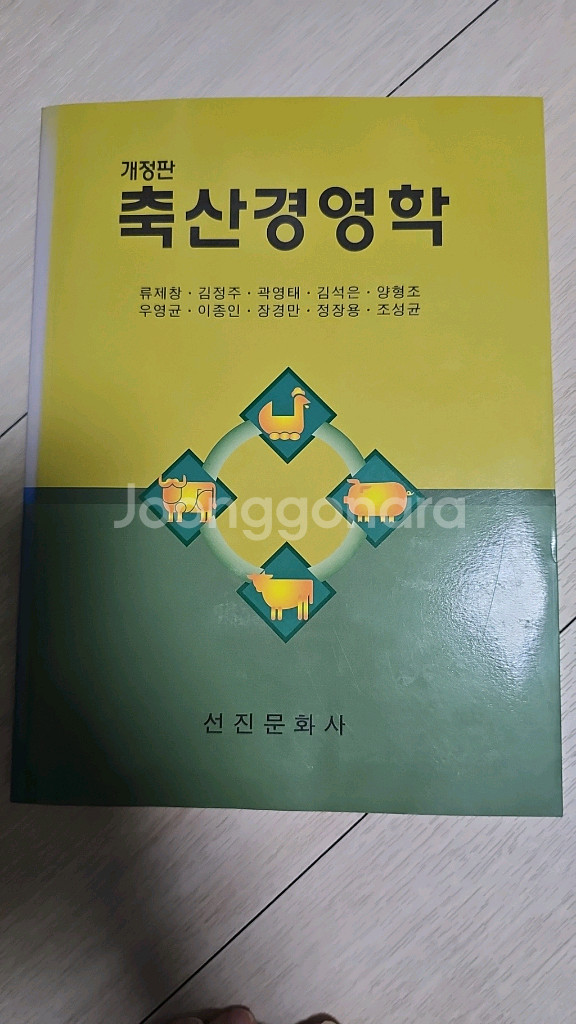 개정판
축산경영학
류제창 · 김정주 · 곽영태 · 김석은 · 양형조
우영균 · 이종인 · 장경만 · 정장용 · 조성균
Joonggonara
선진문화사